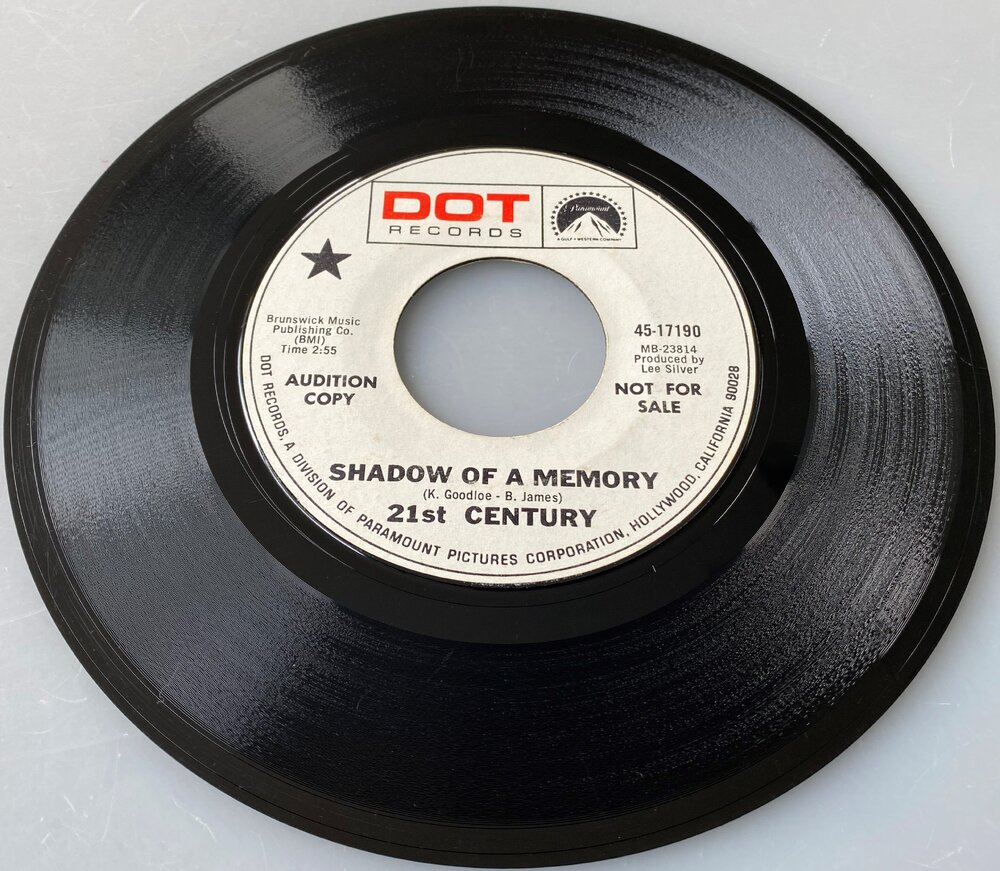 DOT
RECORDS
Paramount
A GULF + WESTERN COMPANY
Brunswick Music
Publishing Co.
(BMI)
Time 2:55
AUDITION
COPY
45-17190
MB-23814
Produced by
Lee Silver
NOT FOR
SALE
SHADOW OF A MEMORY
(K. Goodloe - B. James)
21st CENTURY
DOT RECORDS, A DIVISION OF PARAMOUNT PICTURES CORPORATION, HOLLYWOOD, CALIFORNIA 90028